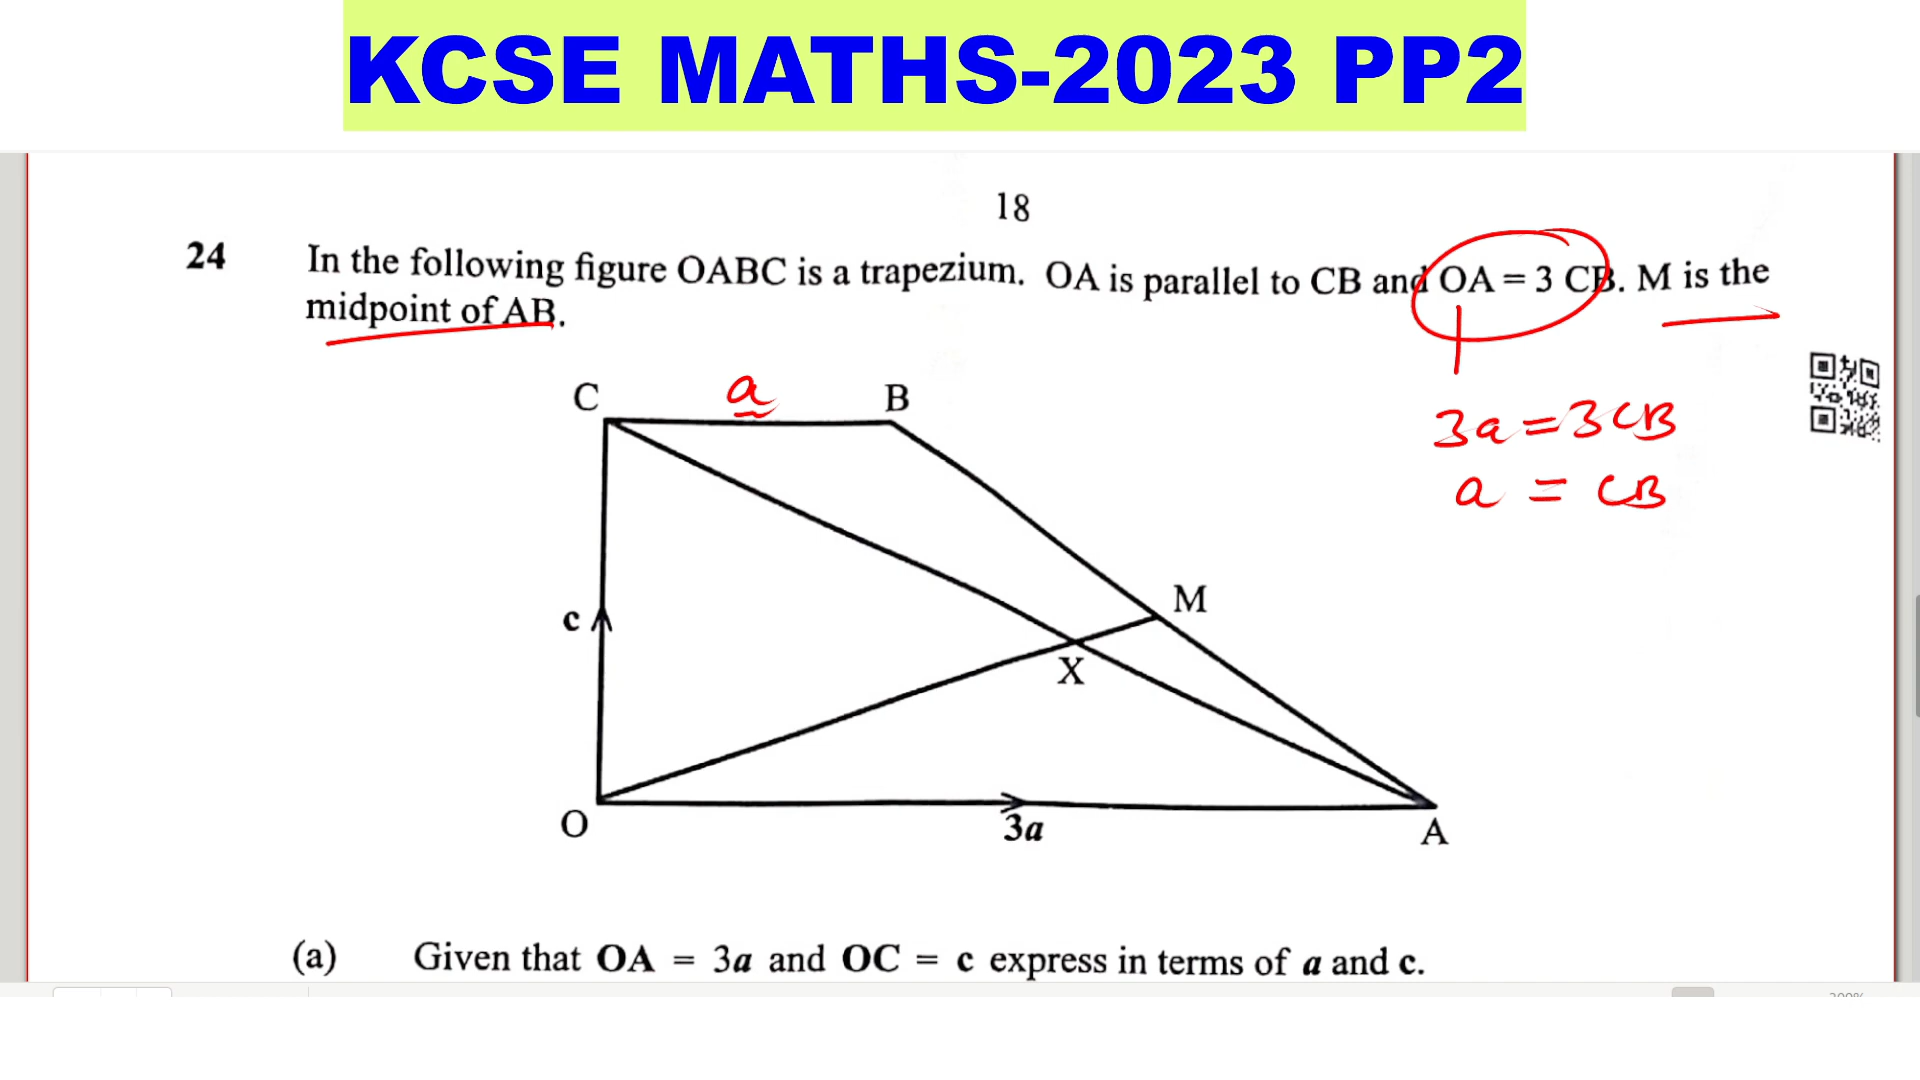 KCSE MATHS-2023 PP2
18
24 In the following figure OABC is a trapezium. OA is parallel to CB and OA = 3 CB. M is the
midpoint of AB.
C a B
3a = 3CB
a = CB
M
c
X
O 3a A
(a) Given that OA = 3a and OC = c express in terms of a and c.